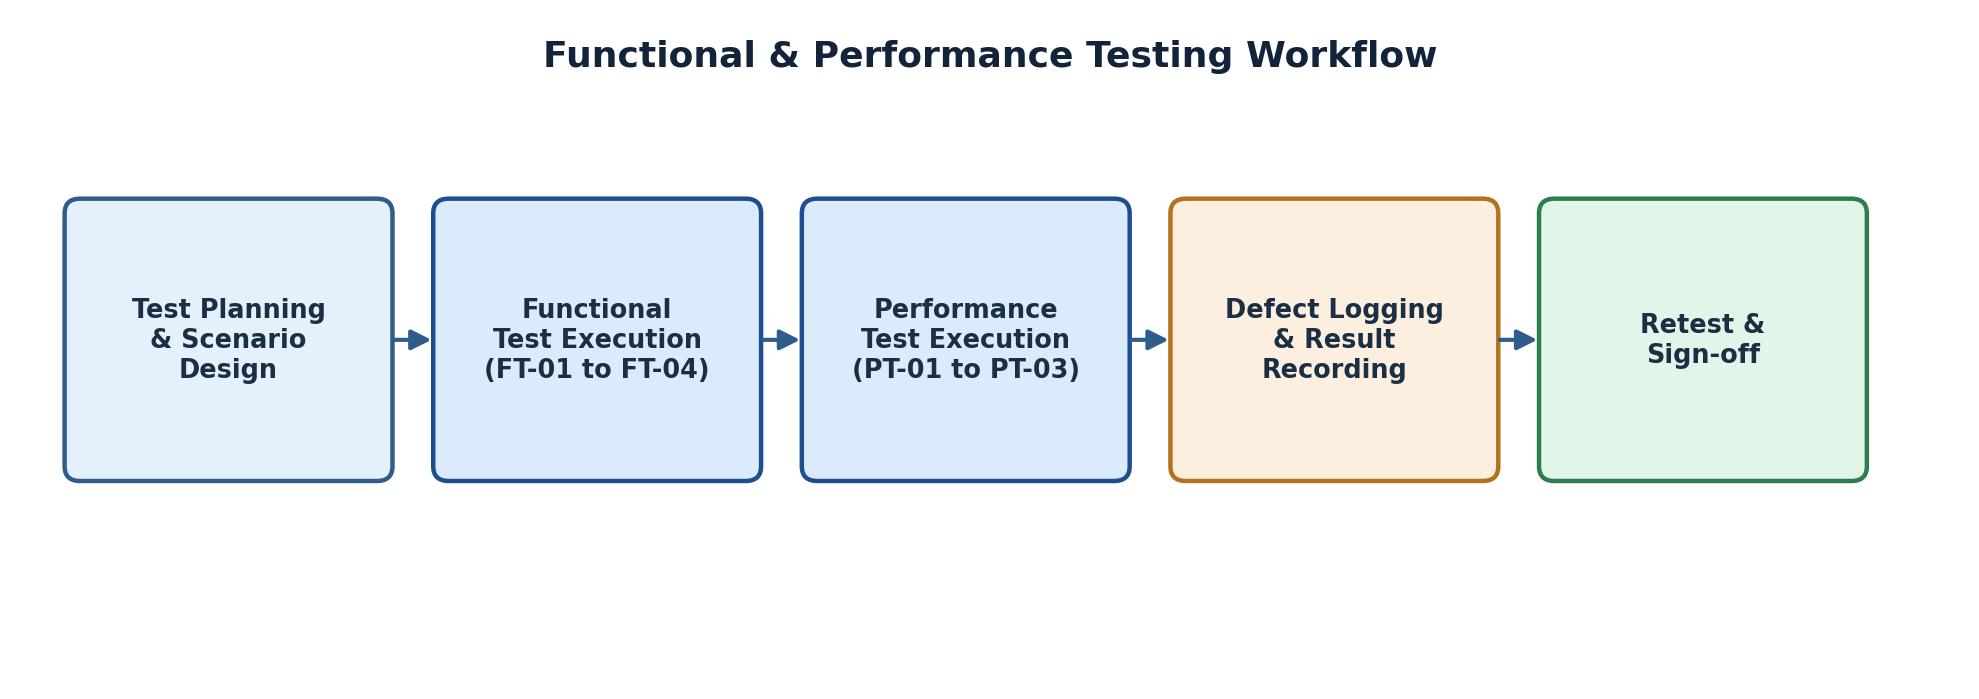 Functional & Performance Testing Workflow
Test Planning
& Scenario
Design
Functional
Test Execution
(FT-01 to FT-04)
Performance
Test Execution
(PT-01 to PT-03)
Defect Logging
& Result
Recording
Retest &
Sign-off